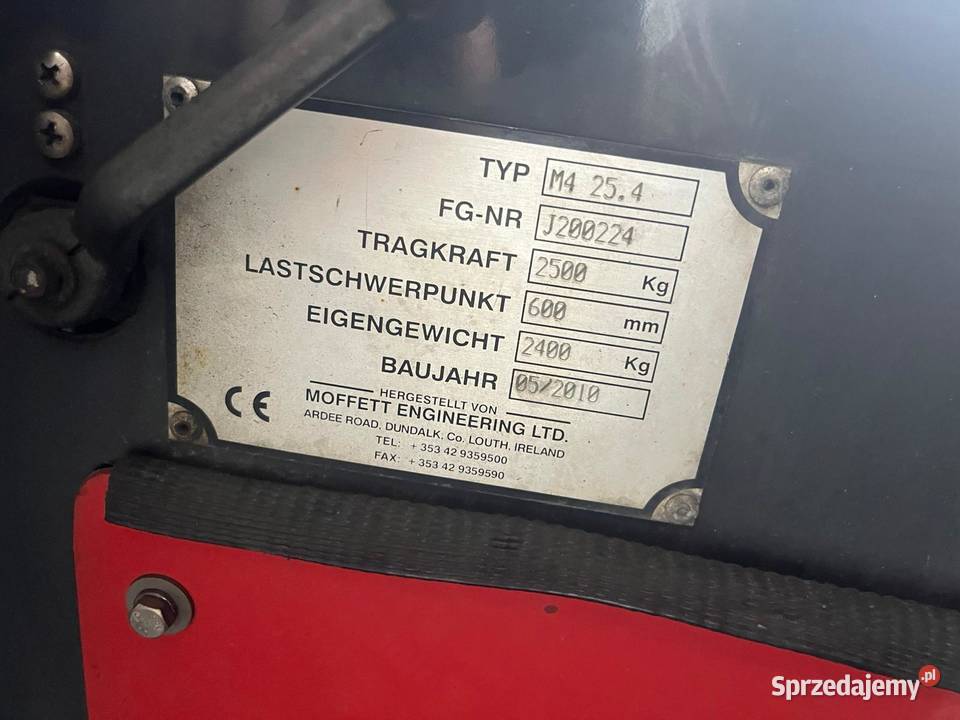 TYP M4 25.4
FG-NR J200224
TRAGKRAFT 2500 Kg
LASTSCHWERPUNKT 600 mm
EIGENGEWICHT 2400 Kg
BAUJAHR 05/2010
CE
HERGESTELLT VON
MOFFETT ENGINEERING LTD.
ARDEE ROAD, DUNDALK, Co. LOUTH, IRELAND
TEL: + 353 42 9359500
FAX: + 353 42 9359590
Sprzedajemy.pl